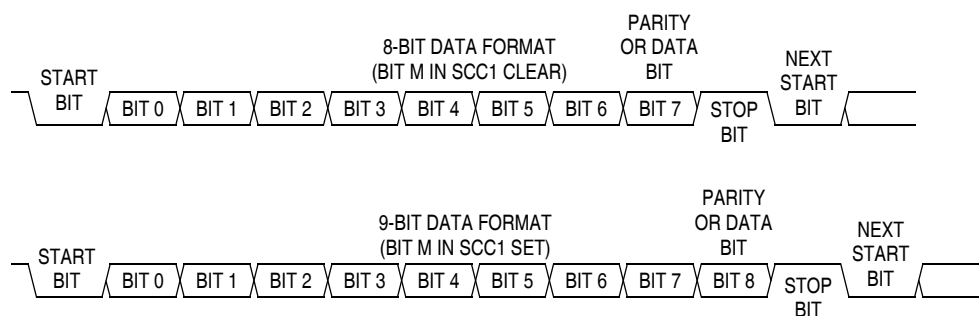 8-BIT DATA FORMAT
(BIT M IN SCC1 CLEAR)
PARITY
OR DATA
BIT
START
BIT
BIT 0
BIT 1
BIT 2
BIT 3
BIT 4
BIT 5
BIT 6
BIT 7
STOP
BIT
NEXT
START
BIT
9-BIT DATA FORMAT
(BIT M IN SCC1 SET)
PARITY
OR DATA
BIT
START
BIT
BIT 0
BIT 1
BIT 2
BIT 3
BIT 4
BIT 5
BIT 6
BIT 7
BIT 8
STOP
BIT
NEXT
START
BIT